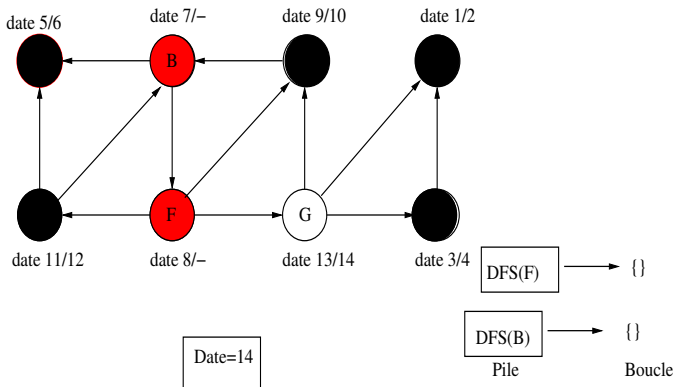 date 5/6
date 7/−
date 9/10
date 1/2
B
F
G
date 11/12
date 8/−
date 13/14
date 3/4
DFS(F)
{}
DFS(B)
{}
Date=14
Pile
Boucle